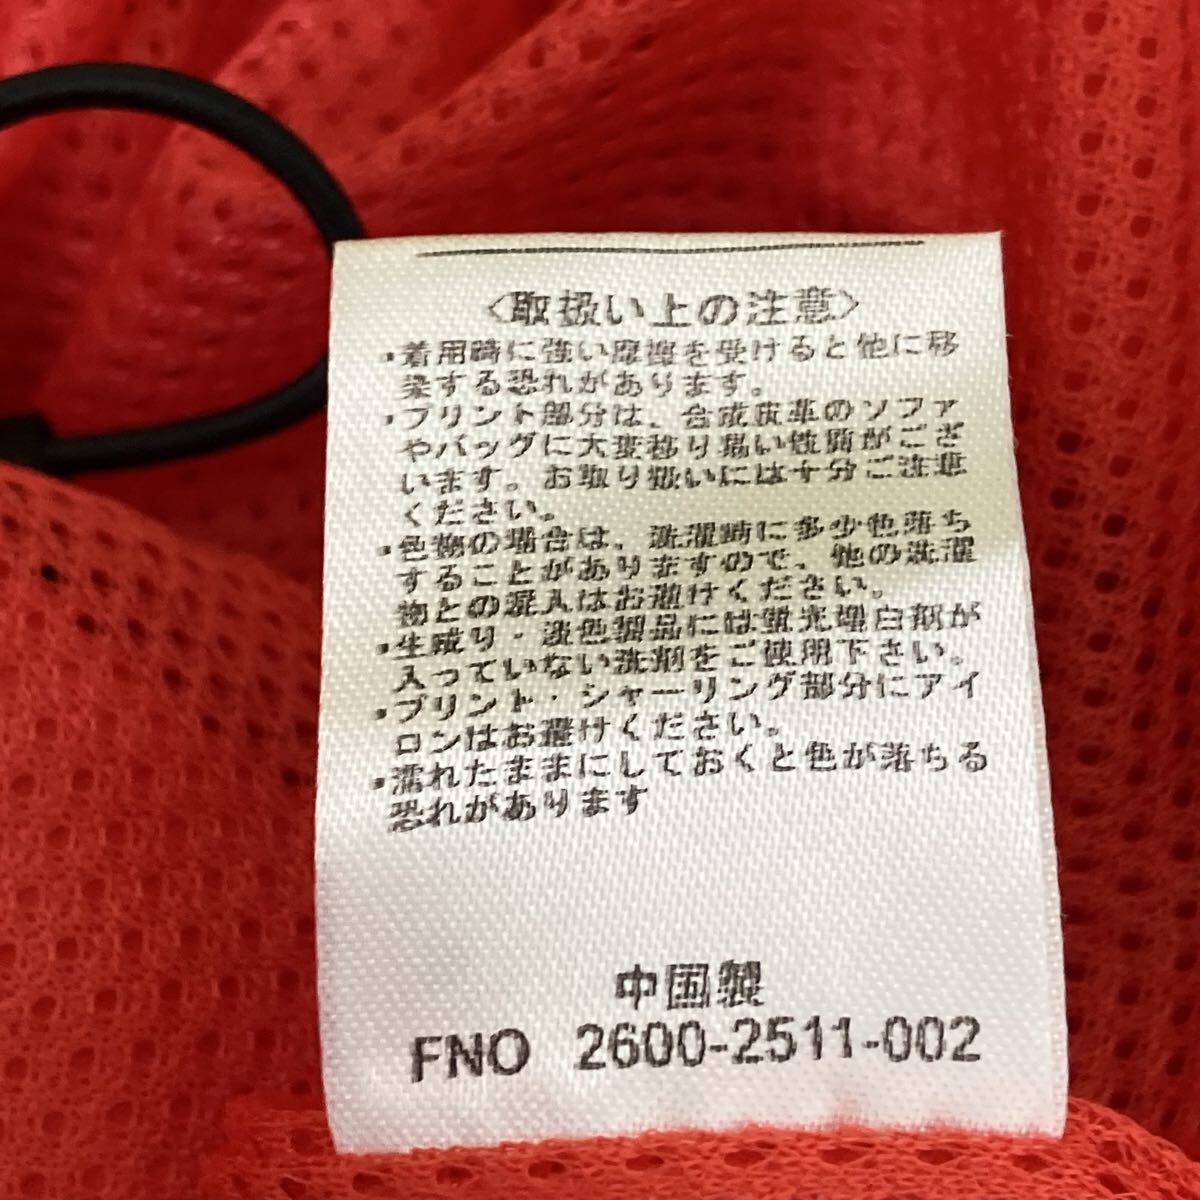 〈取扱い上の注意〉
・着用時に強い摩擦を受けると他に移
染する恐れがあります。
・プリント部分は、合成皮革のソファ
やバッグに大変移り易い性質がござ
います。お取り扱いには十分ご注意
ください。
・色物の場合は、洗濯時に多少色落ち
することがありますので、他の洗濯
物との混入はお避けください。
・生成り・淡色製品には蛍光増白剤が
入っていない洗剤をご使用下さい。
・プリント・シャーリング部分にアイ
ロンはお避けください。
・濡れたままにしておくと色が落ちる
恐れがあります
中国製
FNO 2600-2511-002